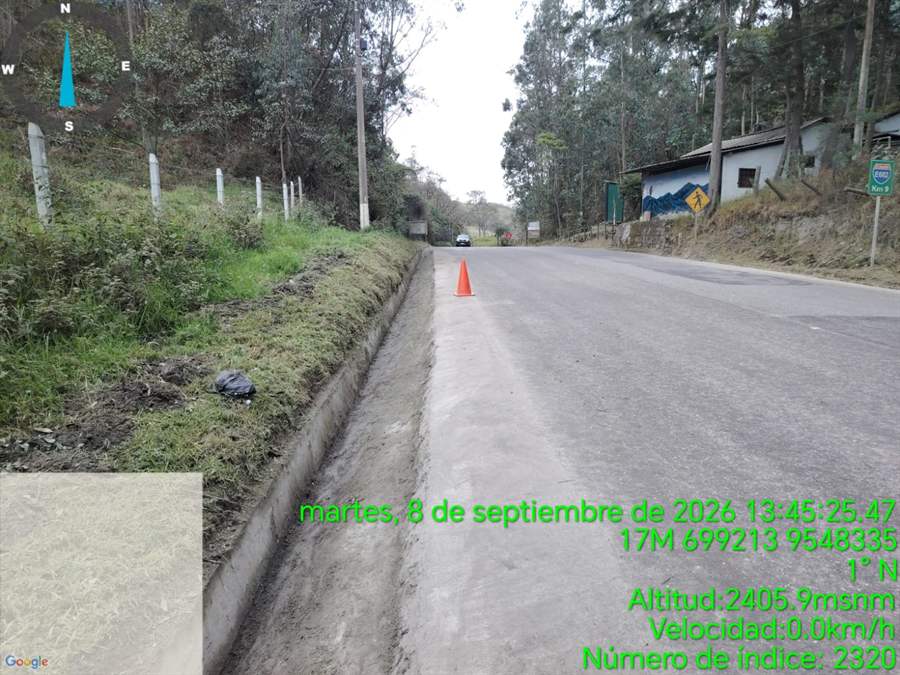 N
W E
S
E682
Km 9
martes, 8 de septiembre de 2026 13:45:25.47
17M 699213 9548335
1° N
Altitud:2405.9msnm
Velocidad:0.0km/h
Número de índice: 2320
Google